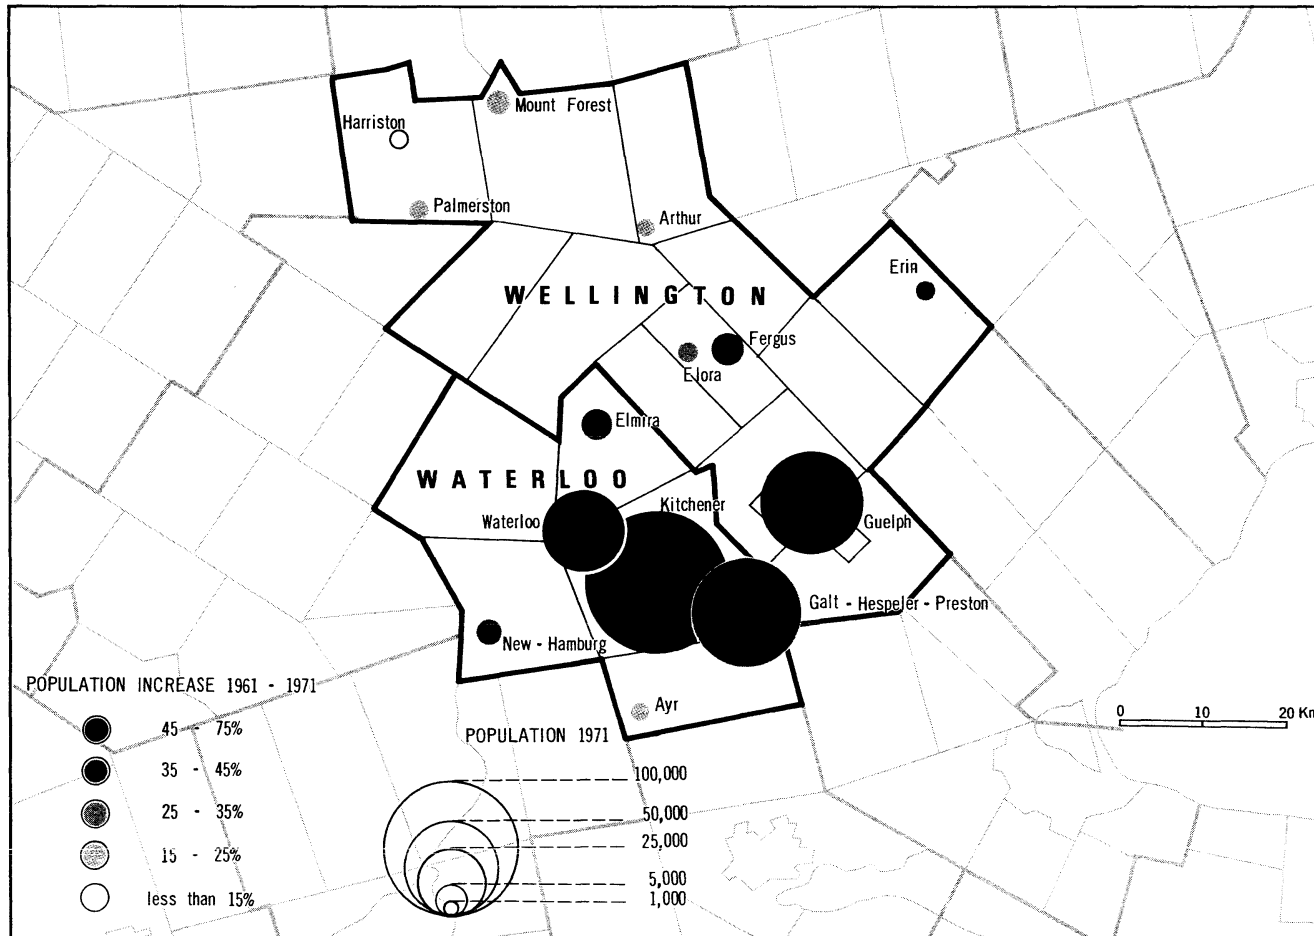 Mount Forest
Harriston
Palmerston
Arthur
Erin
WELLINGTON
Fergus
Elora
Elmira
WATERLOO
Kitchener
Waterloo
Guelph
Galt - Hespeler - Preston
New - Hamburg
Ayr
POPULATION INCREASE 1961 - 1971
45 - 75%
35 - 45%
25 - 35%
15 - 25%
less than 15%
POPULATION 1971
100,000
50,000
25,000
5,000
1,000
0 10 20 Km